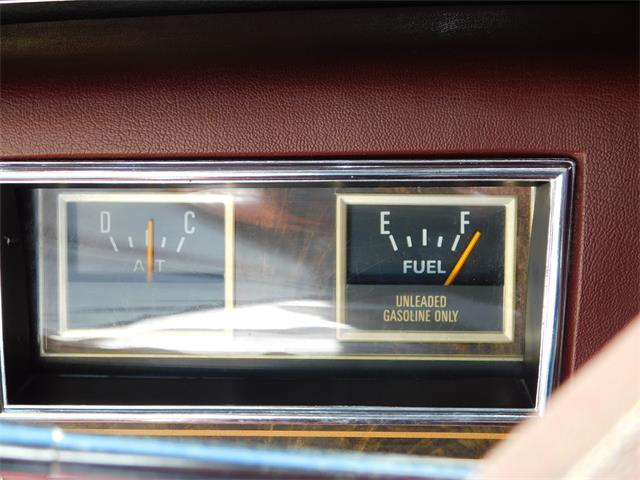 D C
ALT
E F
FUEL
UNLEADED
GASOLINE ONLY